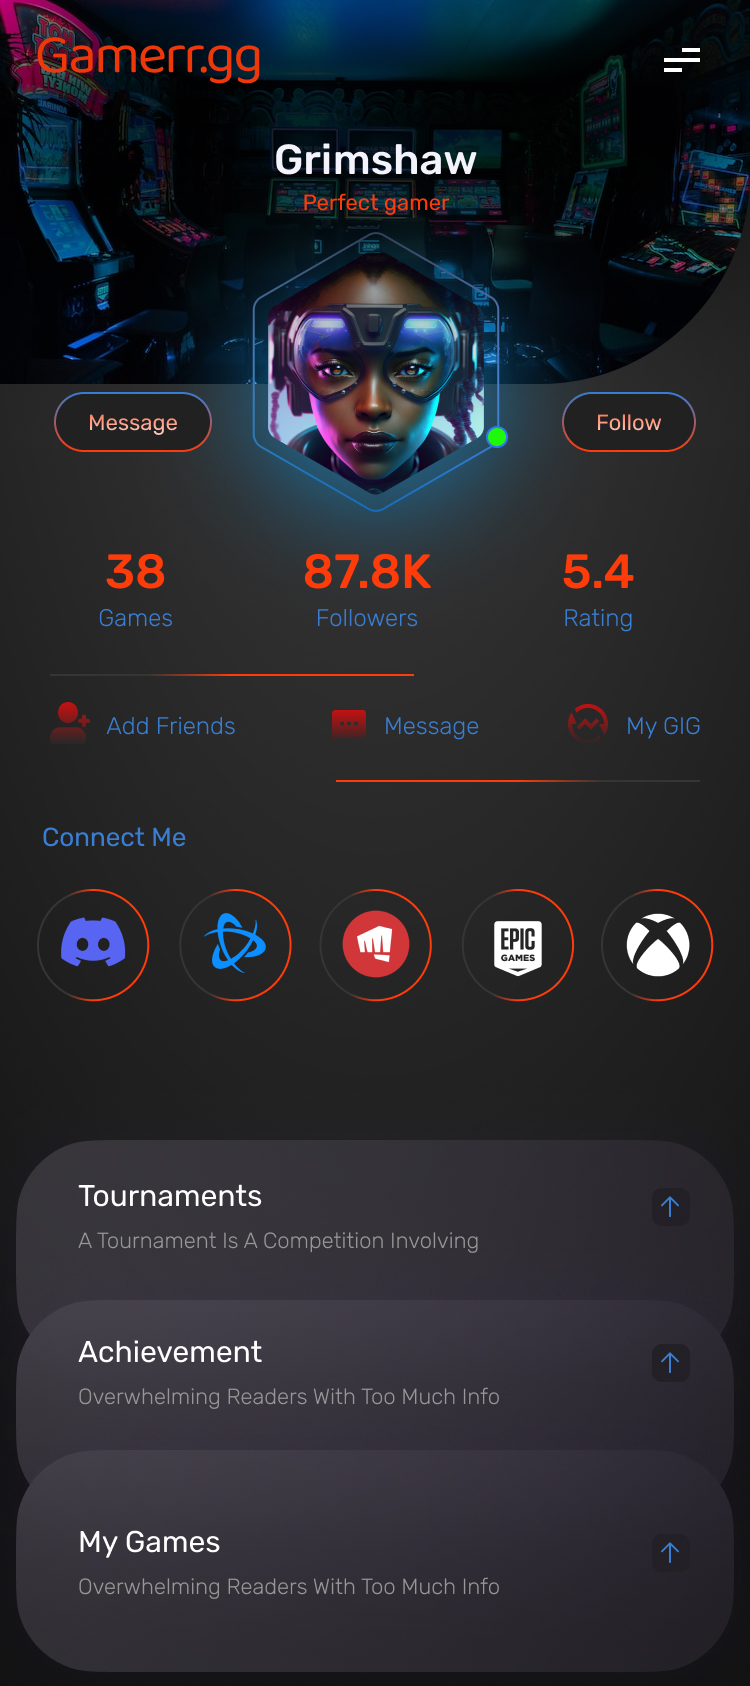 Gamerr.gg
Grimshaw
Perfect gamer
Message
Follow
38
87.8K
5.4
Games
Followers
Rating
Add Friends
Message
My GIG
Connect Me
EPIC
GAMES
Tournaments
A Tournament Is A Competition Involving
Achievement
Overwhelming Readers With Too Much Info
My Games
Overwhelming Readers With Too Much Info